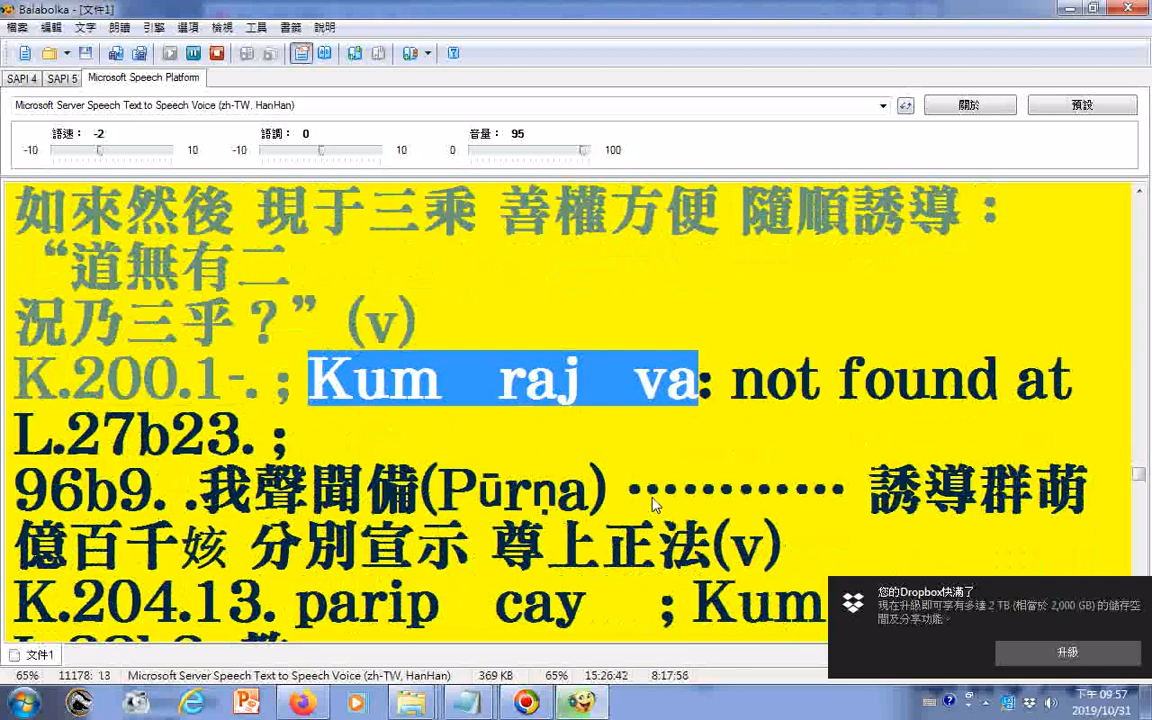 Balabolka - [文件1]
檔案 編輯 文字 朗讀 引擎 選項 檢視 工具 書籤 說明
SAPI 4 SAPI 5 Microsoft Speech Platform
Microsoft Server Speech Text to Speech Voice (zh-TW, HanHan) 關於 預設
語速： -2 語調： 0 音量： 95
-10 10 -10 10 0 100
如來然後 現于三乘 善權方便 隨順誘導：
“道無有二
況乃三乎？”(v)
K.200.1-. ; Kum raj va: not found at
L.27b23. ;
96b9. .我聲聞備(Pūrṇa) ………… 誘導群萌
億百千姟 分別宣示 尊上正法(v)
K.204.13. parip cay ; Kum
您的Dropbox快滿了
現在升級即可享有多達 2 TB (相當於 2,000 GB) 的儲存空
間及分享功能。
升級
文件1
65% 11178: 13 Microsoft Server Speech Text to Speech Voice (zh-TW, HanHan) 369 KB 65% 15:26:42 8:17:58
下午 09:57
2019/10/31